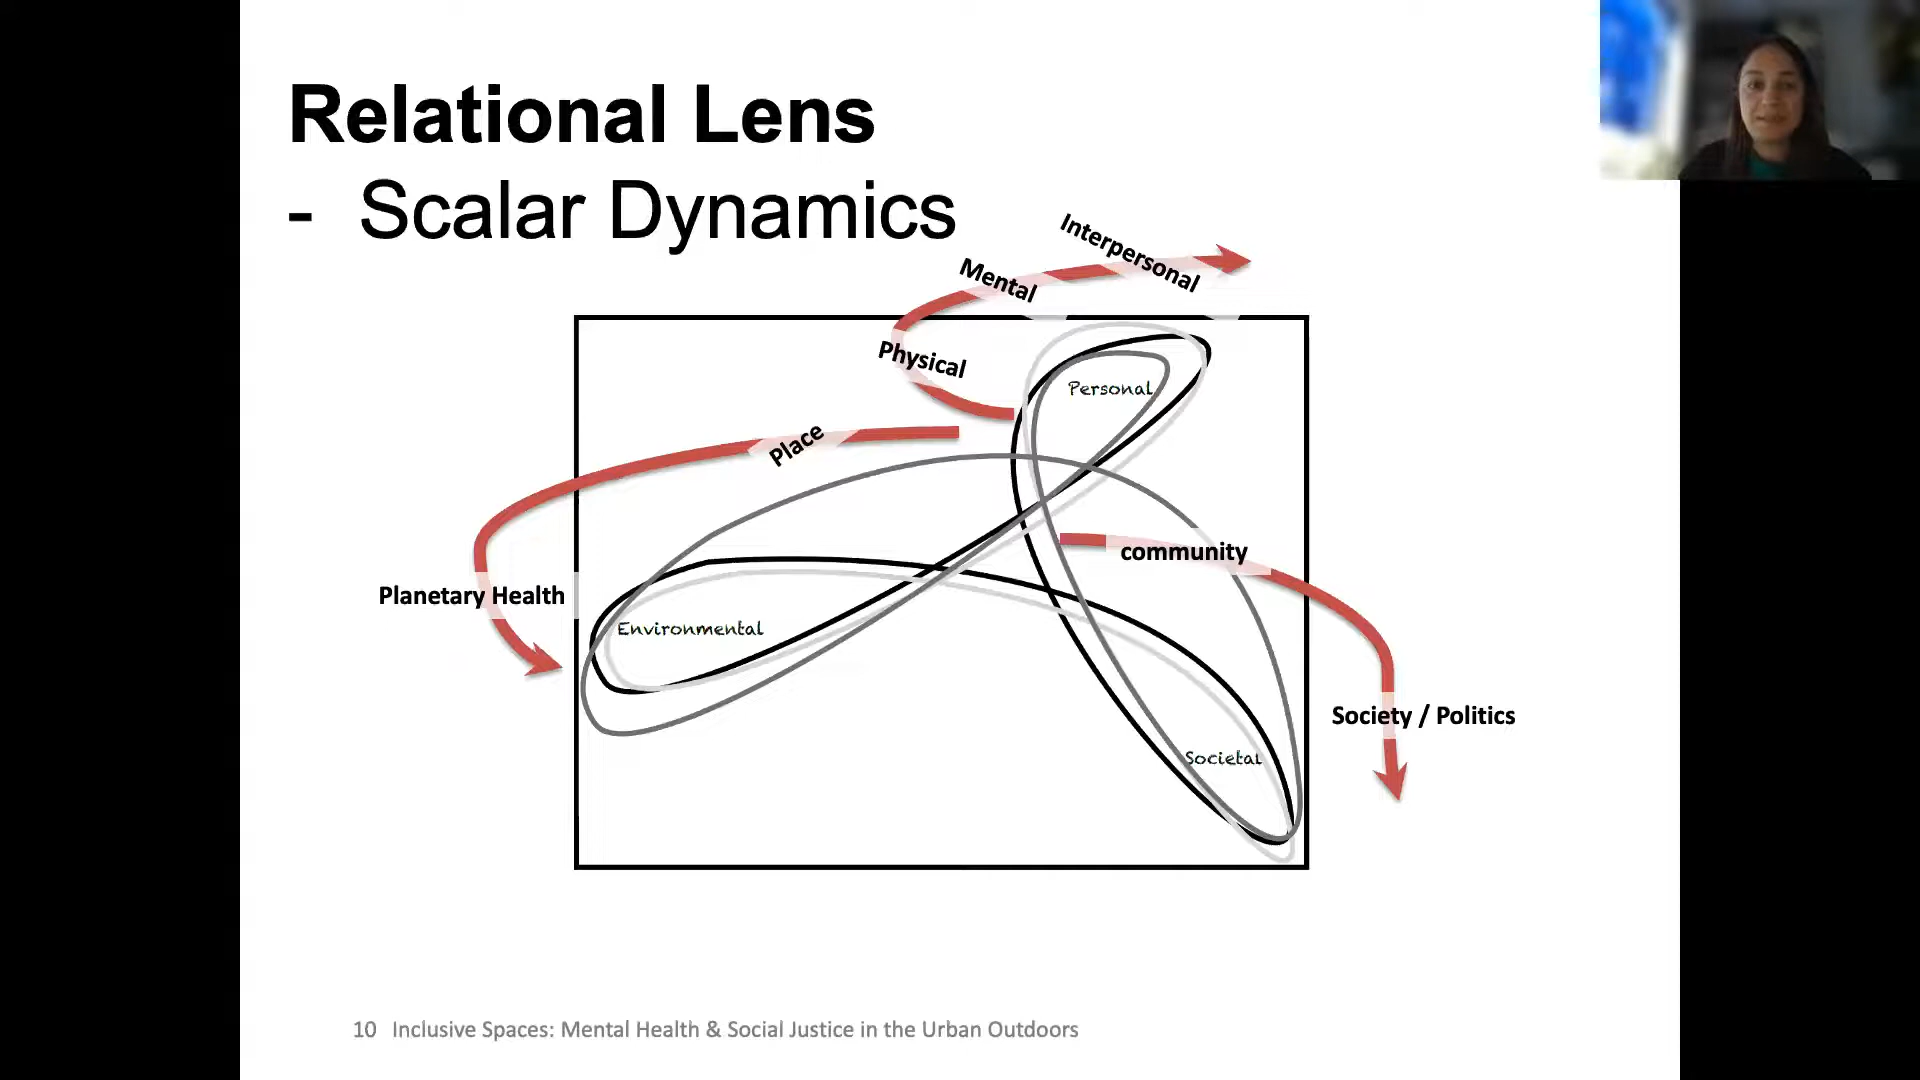 Relational Lens
- Scalar Dynamics
Interpersonal
Mental
Physical
Personal
Place
community
Planetary Health
Environmental
Society / Politics
Societal
10 Inclusive Spaces: Mental Health & Social Justice in the Urban Outdoors